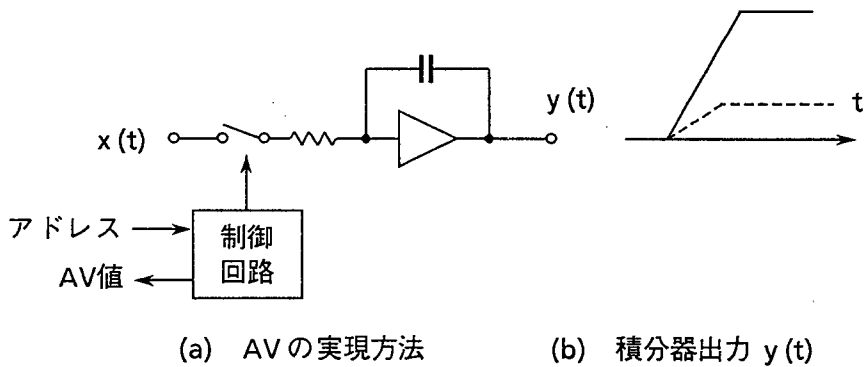 x (t)
y (t)
t
アドレス
AV値
制御
回路
(a) AVの実現方法
(b) 積分器出力 y (t)